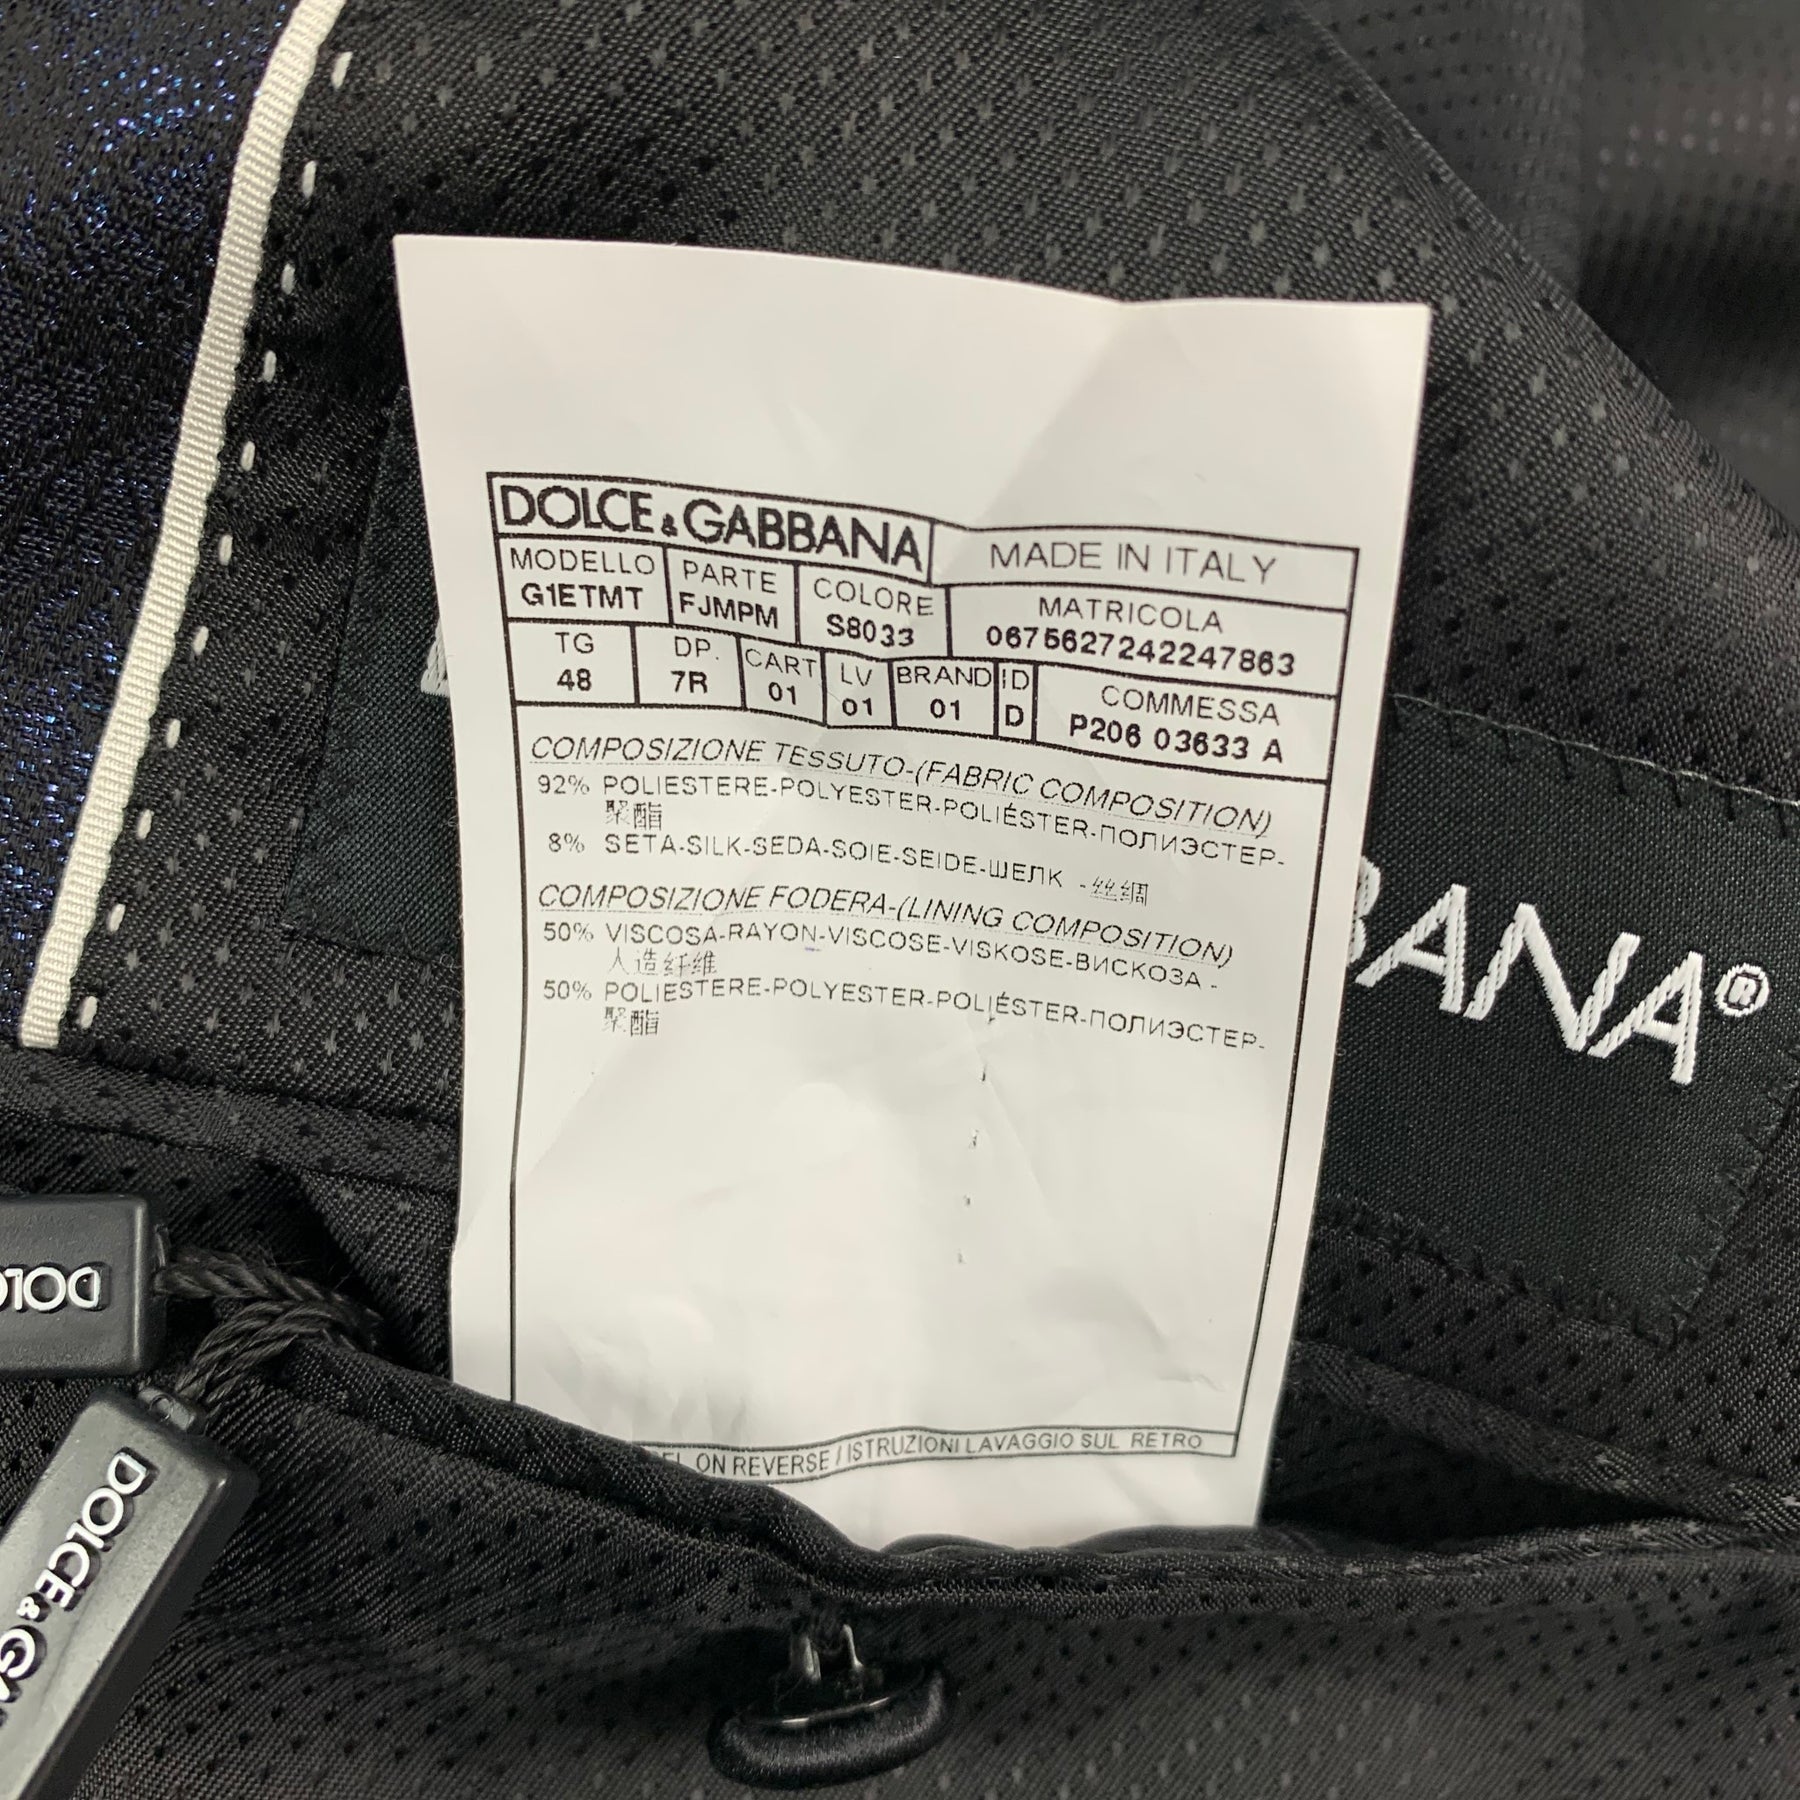 DOLCE & GABBANA MADE IN ITALY
MODELLO PARTE COLORE MATRICOLA
G1ETMT FJMPM S8033 0675627242247863
TG DP. CART LV BRAND ID COMMESSA
48 7R 01 01 01 D P206 03633 A
COMPOSIZIONE TESSUTO-(FABRIC COMPOSITION)
92% POLIESTERE-POLYESTER-POLIÉSTER-ПОЛИЭСТЕР-
聚酯
8% SETA-SILK-SEDA-SOIE-SEIDE-ШЕЛК -丝绸
COMPOSIZIONE FODERA-(LINING COMPOSITION)
50% VISCOSA-RAYON-VISCOSE-VISKOSE-ВИСКОЗА -
人造纤维
50% POLIESTERE-POLYESTER-POLIÉSTER-ПОЛИЭСТЕР-
聚酯
ON REVERSE / ISTRUZIONI LAVAGGIO SUL RETRO
BANA®
DOLC
DOLCE & GA